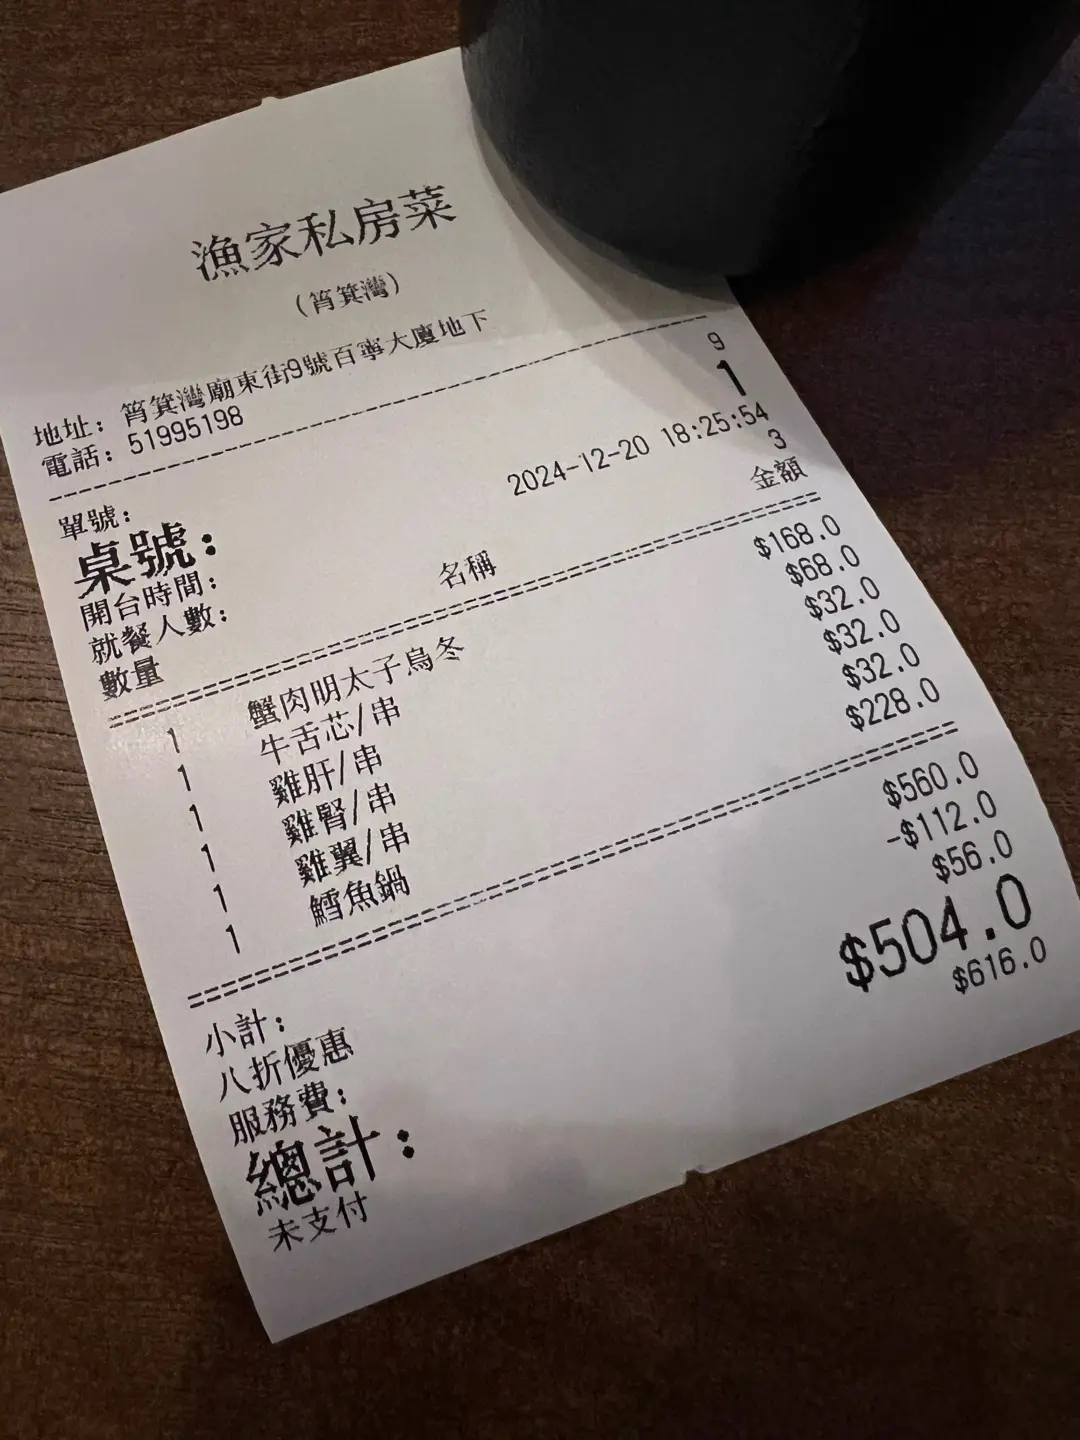 漁家私房菜
(筲箕灣)
地址: 筲箕灣廟東街9號百寧大廈地下
電話: 51995198
單號: 9
桌號: 1
開台時間: 2024-12-20 18:25:54
就餐人數: 3
數量 名稱 金額
1 蟹肉明太子烏冬 $168.0
1 牛舌芯/串 $68.0
1 雞肝/串 $32.0
1 雞腎/串 $32.0
1 雞翼/串 $32.0
1 鱈魚鍋 $228.0
小計: $560.0
八折優惠 -$112.0
服務費: $56.0
總計: $504.0
未支付 $616.0